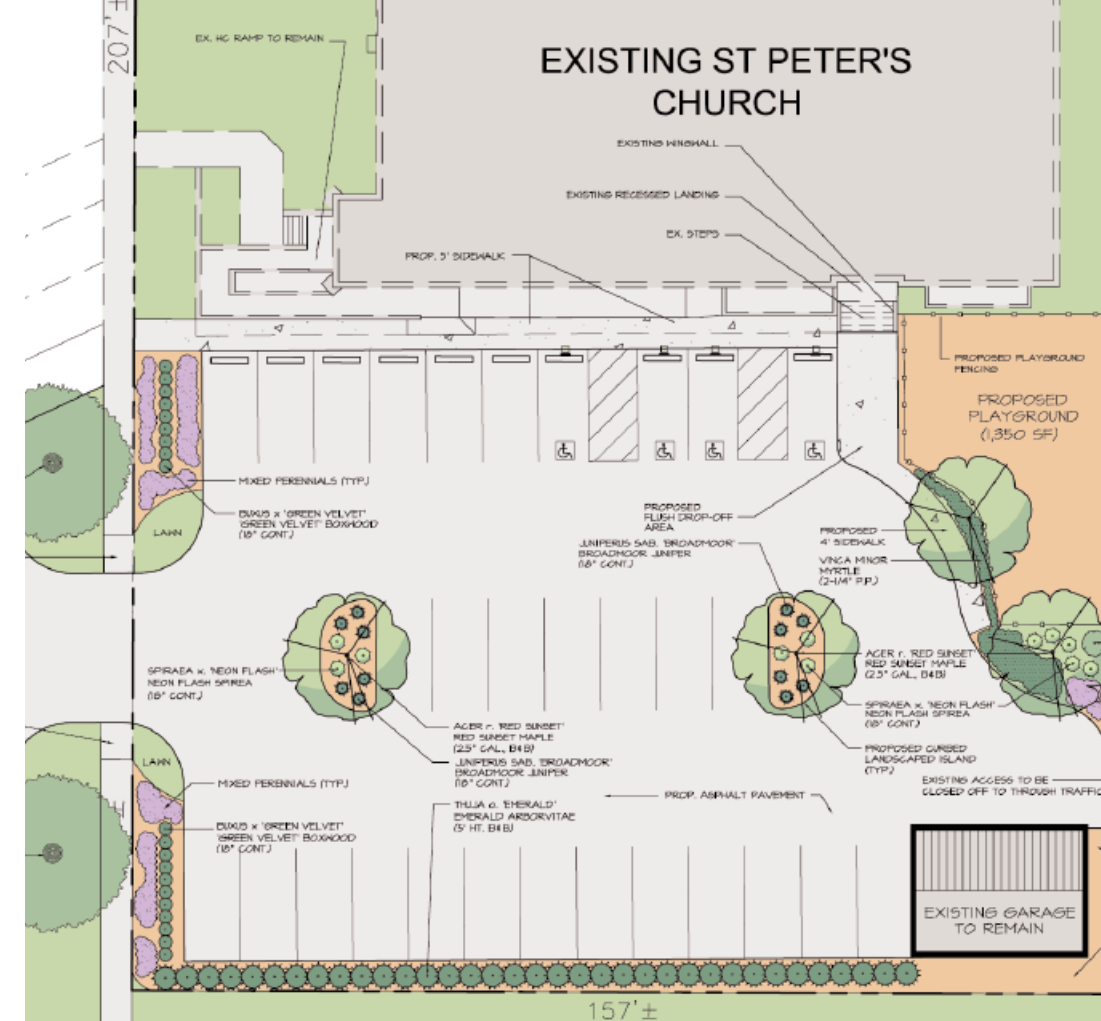 207'±
EX. HC RAMP TO REMAIN
EXISTING ST PETER'S
CHURCH
EXISTING WINGWALL
EXISTING RECESSED LANDING
EX. STEPS
PROP. 5' SIDEWALK
PROPOSED PLAYGROUND
FENCING
PROPOSED
PLAYGROUND
(1,350 SF)
MIXED PERENNIALS (TYP.)
BUXUS x 'GREEN VELVET'
'GREEN VELVET' BOXWOOD
(18" CONT.)
LAWN
PROPOSED
FLUSH DROP-OFF
AREA
JUNIPERUS SAB. 'BROADMOOR'
BROADMOOR JUNIPER
(18" CONT.)
PROPOSED
4' SIDEWALK
VINCA MINOR
MYRTLE
(2-1/4" P.P.)
SPIRAEA x. 'NEON FLASH'
NEON FLASH SPIREA
(18" CONT.)
ACER r. 'RED SUNSET'
RED SUNSET MAPLE
(2.5" CAL., B&B)
SPIRAEA x. 'NEON FLASH'
NEON FLASH SPIREA
(18" CONT.)
ACER r. 'RED SUNSET'
RED SUNSET MAPLE
(2.5" CAL., B&B)
JUNIPERUS SAB. 'BROADMOOR'
BROADMOOR JUNIPER
(18" CONT.)
PROPOSED CURBED
LANDSCAPED ISLAND
(TYP.)
LAWN
EXISTING ACCESS TO BE
CLOSED OFF TO THROUGH TRAFFIC
MIXED PERENNIALS (TYP.)
PROP. ASPHALT PAVEMENT
THUJA o. 'EMERALD'
EMERALD ARBORVITAE
(5' HT. B&B)
BUXUS x 'GREEN VELVET'
'GREEN VELVET' BOXWOOD
(18" CONT.)
EXISTING GARAGE
TO REMAIN
157'±